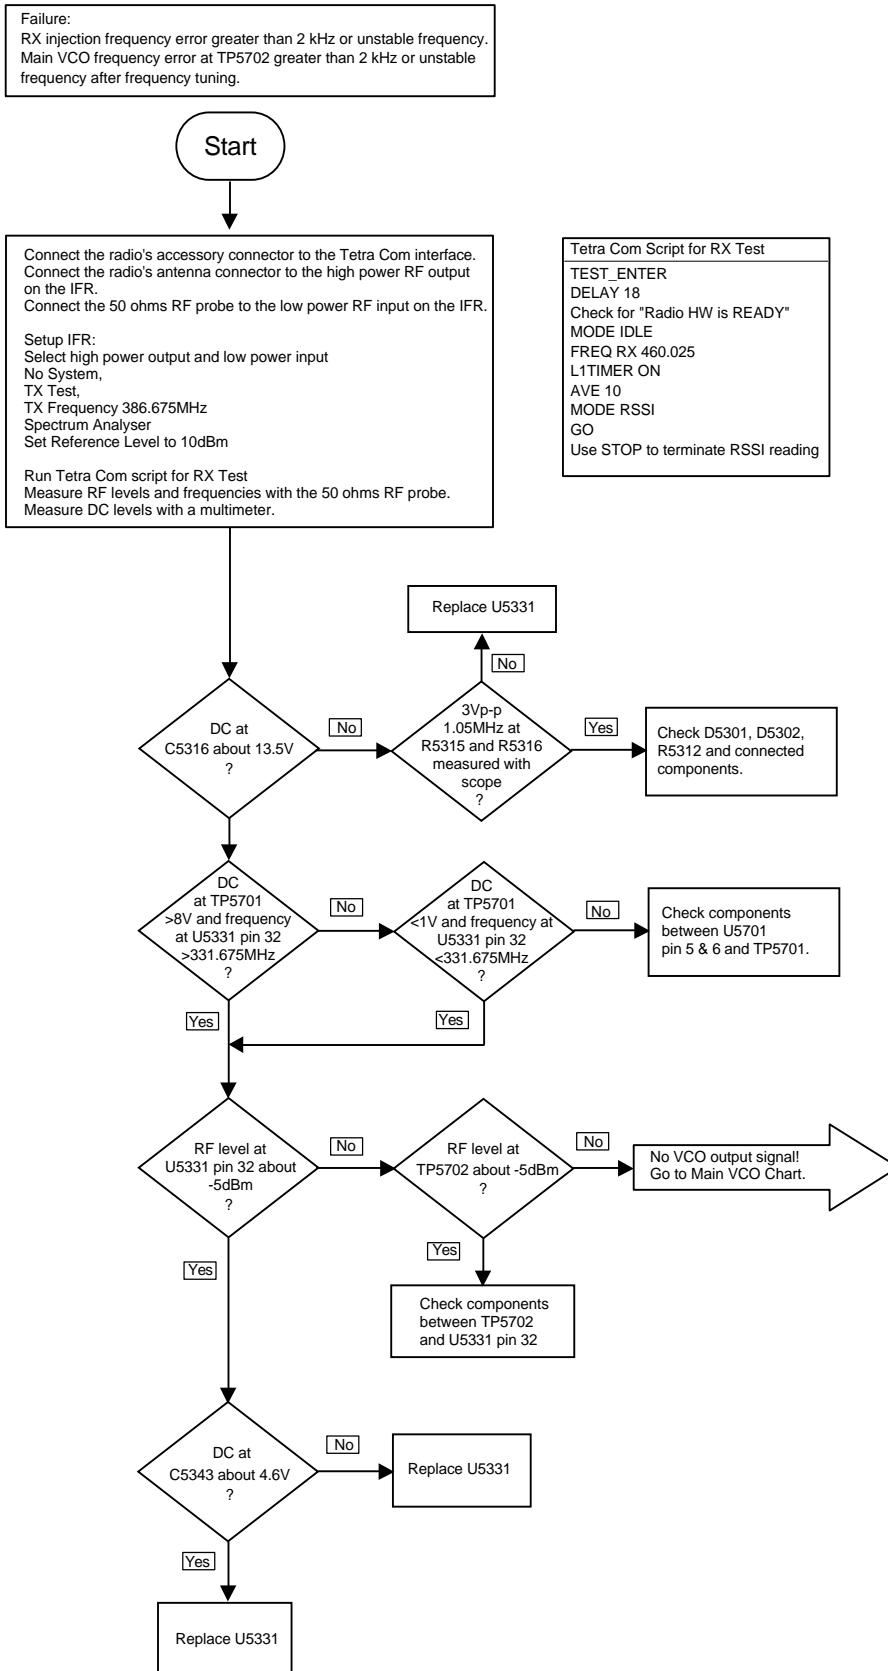 Failure:
RX injection frequency error greater than 2 kHz or unstable frequency.
Main VCO frequency error at TP5702 greater than 2 kHz or unstable
frequency after frequency tuning.
Start
Connect the radio's accessory connector to the Tetra Com interface.
Connect the radio's antenna connector to the high power RF output
on the IFR.
Connect the 50 ohms RF probe to the low power RF input on the IFR.
Setup IFR:
Select high power output and low power input
No System,
TX Test,
TX Frequency 386.675MHz
Spectrum Analyser
Set Reference Level to 10dBm
Run Tetra Com script for RX Test
Measure RF levels and frequencies with the 50 ohms RF probe.
Measure DC levels with a multimeter.
Tetra Com Script for RX Test
TEST_ENTER
DELAY 18
Check for "Radio HW is READY"
MODE IDLE
FREQ RX 460.025
L1TIMER ON
AVE 10
MODE RSSI
GO
Use STOP to terminate RSSI reading
Replace U5331
No
DC at
C5316 about 13.5V
?
No
3Vp-p
1.05MHz at
R5315 and R5316
measured with
scope
?
Yes
Check D5301, D5302,
R5312 and connected
components.
DC
at TP5701
>8V and frequency
at U5331 pin 32
>331.675MHz
?
No
DC
at TP5701
<1V and frequency at
U5331 pin 32
<331.675MHz
?
No
Check components
between U5701
pin 5 & 6 and TP5701.
Yes
Yes
RF level at
U5331 pin 32 about
-5dBm
?
No
RF level at
TP5702 about -5dBm
?
No
No VCO output signal!
Go to Main VCO Chart.
Yes
Yes
Check components
between TP5702
and U5331 pin 32
DC at
C5343 about 4.6V
?
No
Replace U5331
Yes
Replace U5331